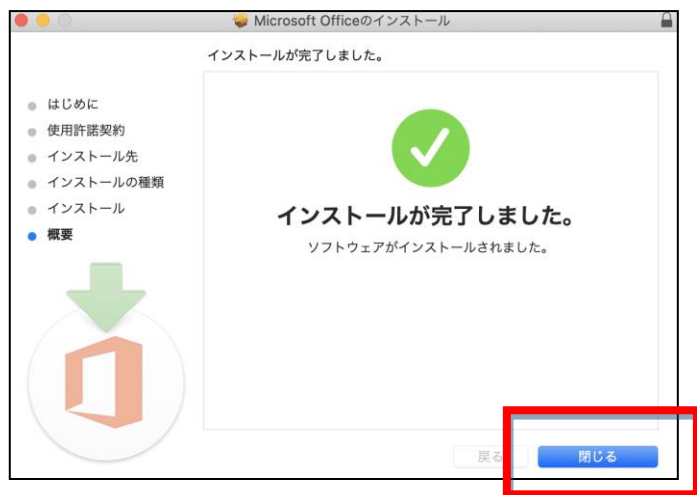 Microsoft Officeのインストール
インストールが完了しました。
はじめに
使用許諾契約
インストール先
インストールの種類
インストール
概要
インストールが完了しました。
ソフトウェアがインストールされました。
戻る
閉じる